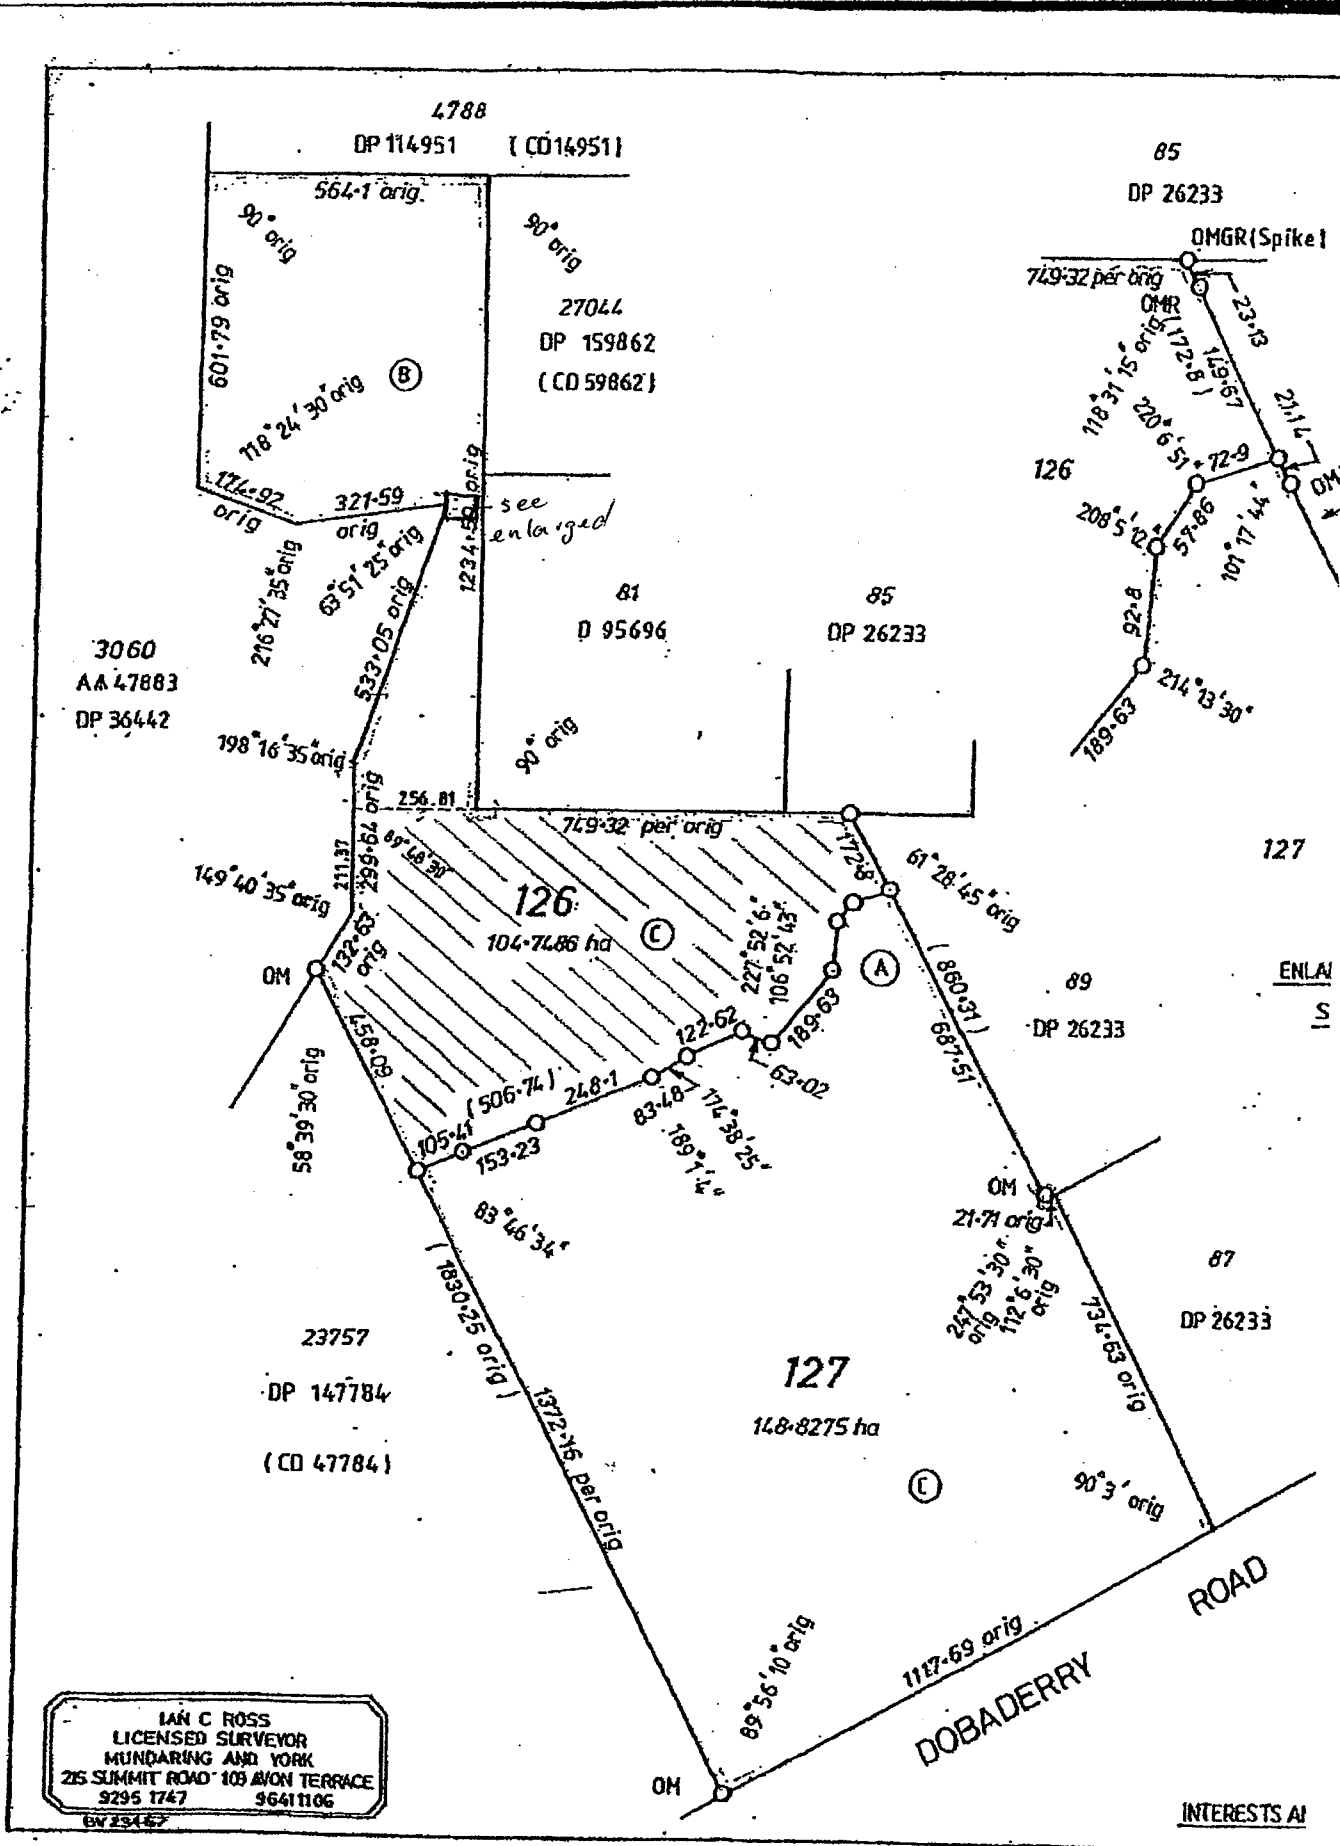 4788
DP 114951 ( CO14951)
564·1 orig.
90° orig
90° orig
601·79 orig
27044
DP 159862
( CO 59862 )
B
118° 24' 30" orig
174·92 orig
321·59 orig
see
enlarged
1234·59 orig
63° 51' 25" orig
216° 27' 35" orig
533·05 orig
3060
AA 47883
DP 36442
198° 16' 35" orig
81
D 95696
85
DP 26233
90° orig
256.81
749·32 per orig
211.37
299·64 orig
89° 48' 30"
149° 40' 35" orig
132·63 orig
OM
126
104·7486 ha
C
172·8
61° 28' 45" orig
227° 52' 6"
106° 52' 43"
A
189·63
( 860·31 )
687·51
89
DP 26233
458·09
58° 39' 30" orig
122·62
63·02
( 506·74 )
248·1
83·48
174° 38' 25"
189° 1' 4"
105·41
153·23
83° 46' 34"
OM
21·71 orig
247° 53' 30" orig
112° 6' 30" orig
87
DP 26233
734·63 orig
( 1830·25 orig )
1372·16 per orig
23757
DP 147784
( CO 47784 )
127
148·8275 ha
C
90° 3' orig
ROAD
89° 56' 10" orig
1117·69 orig
DOBADERRY
OM
85
DP 26233
OMGR(Spike)
749·32 per orig
OMR
23·13
118° 31' 15" orig
( 172·8 )
149·67
21·14
220° 6' 51"
72·9
126
208° 5' 12"
57·86
101° 17' 44"
92·8
214° 13' 30"
189·63
127
ENLA
S
IAN C ROSS
LICENSED SURVEYOR
MUNDARING AND YORK
215 SUMMIT ROAD 103 AVON TERRACE
9295 1747 96411106
INTERESTS A